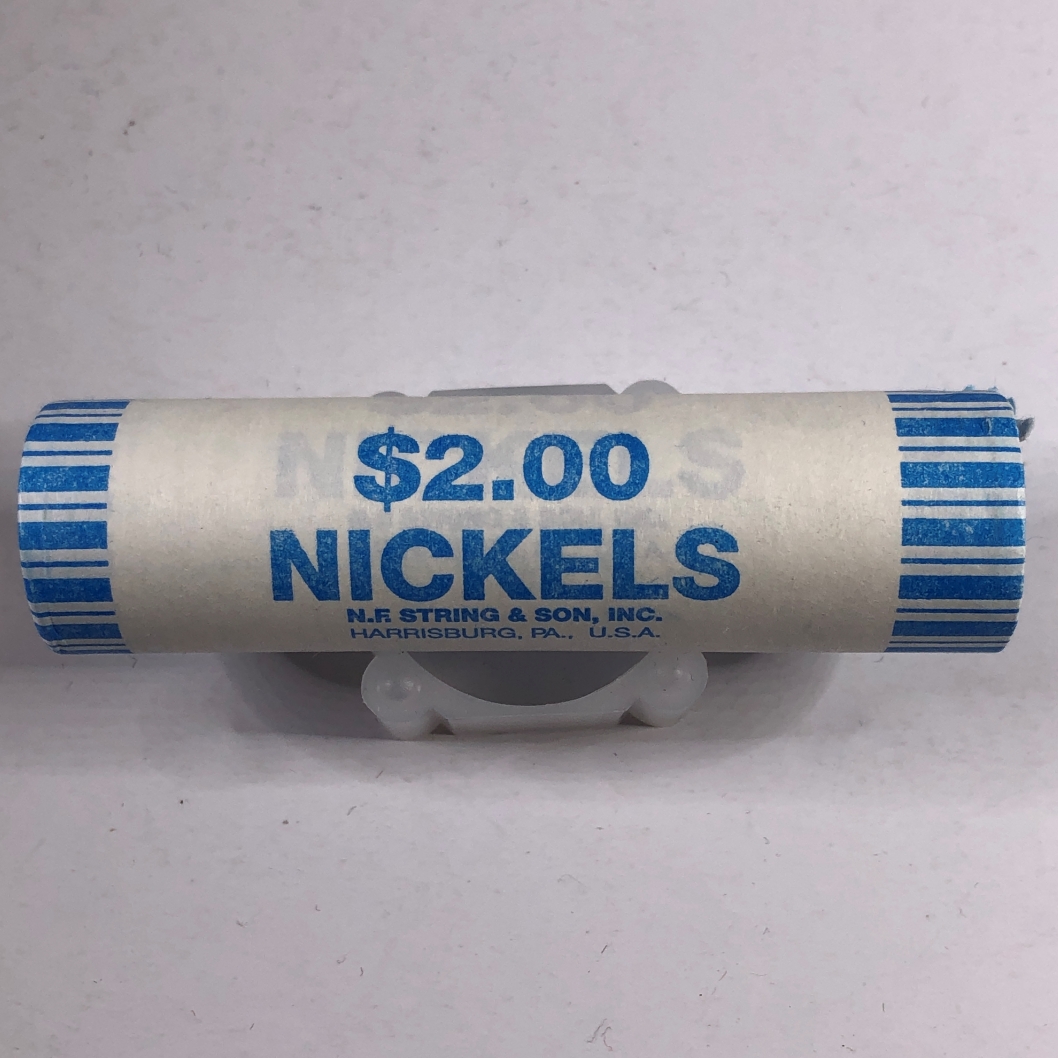 $2.00
NICKELS
N.F. STRING & SON, INC.
HARRISBURG, PA., U.S.A.